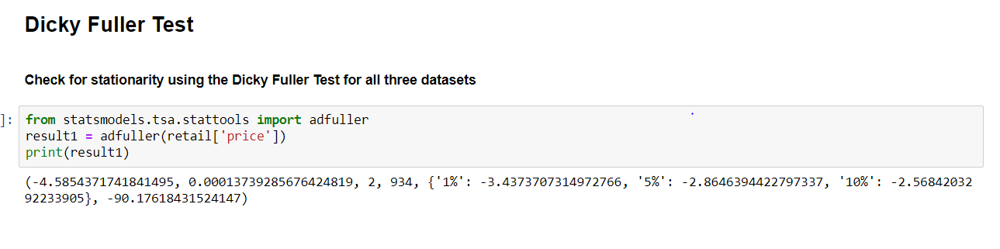 Dicky Fuller Test
Check for stationarity using the Dicky Fuller Test for all three datasets
]: from statsmodels.tsa.stattools import adfuller
result1 = adfuller(retail['price'])
print(result1)
(-4.5854371741841495, 0.00013739285676424819, 2, 934, {'1%': -3.4373707314972766, '5%': -2.8646394422797337, '10%': -2.56842032
92233905}, -90.17618431524147)